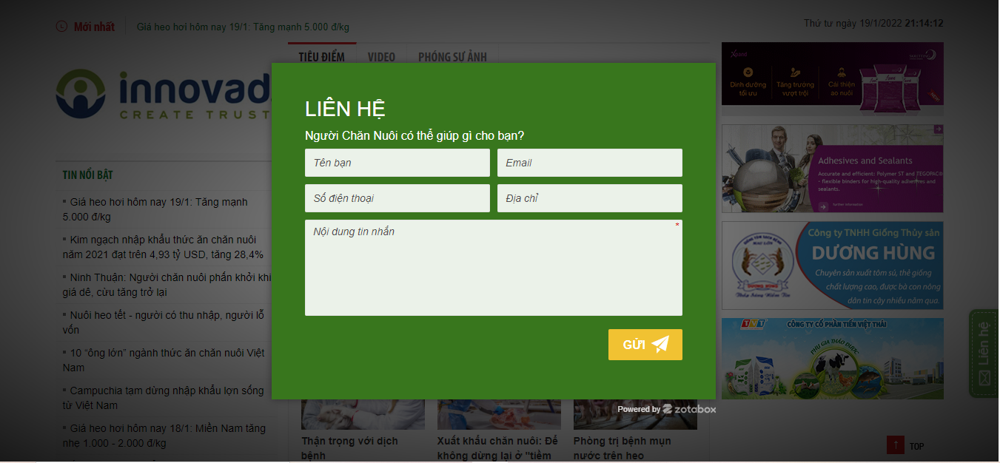 Mới nhất
Giá heo hơi hôm nay 19/1: Tăng mạnh 5.000 đ/kg
Thứ tư ngày 19/1/2022 21:14:12
innovad
CREATE TRUST
TIÊU ĐIỂM
VIDEO
PHÓNG SỰ ẢNH
TIN NỔI BẬT
Giá heo hơi hôm nay 19/1: Tăng mạnh
5.000 đ/kg
Kim ngạch nhập khẩu thức ăn chăn nuôi
năm 2021 đạt trên 4,93 tỷ USD, tăng 28,4%
Ninh Thuận: Người chăn nuôi phấn khởi khi
giá dê, cừu tăng trở lại
Nuôi heo tết - người có thu nhập, người lỗ
vốn
10 “ông lớn” ngành thức ăn chăn nuôi Việt
Nam
Campuchia tạm dừng nhập khẩu lợn sống
từ Việt Nam
Giá heo hơi hôm nay 18/1: Miền Nam tăng
nhẹ 1.000 - 2.000 đ/kg
LIÊN HỆ
Người Chăn Nuôi có thể giúp gì cho bạn?
Tên bạn
Email
Số điện thoại
Địa chỉ
Nội dung tin nhắn
*
GỬI
Powered by zotabox
Thận trọng với dịch
bệnh
Xuất khẩu chăn nuôi: Để
không dừng lại ở "tiềm
Phòng trị bệnh mụn
nước trên heo
Xpand
Dinh dưỡng
tối ưu
Tăng trưởng
vượt trội
Cải thiện
ao nuôi
Adhesives and Sealants
Accurate and efficient: Polymer ST and TEGOPAC®
- flexible binders for high-quality adhesives and
sealants.
further information
Công ty TNHH Giống Thủy sản
DƯƠNG HÙNG
Chuyên sản xuất tôm sú, thẻ giống
chất lượng cao, được bà con nông
dân tin cậy nhiều năm qua.
DUONG HUNG
TVT
CÔNG TY CỔ PHẦN TIẾN VIỆT THÁI
PHỤ GIA THẢO DƯỢC
Liên hệ
TOP